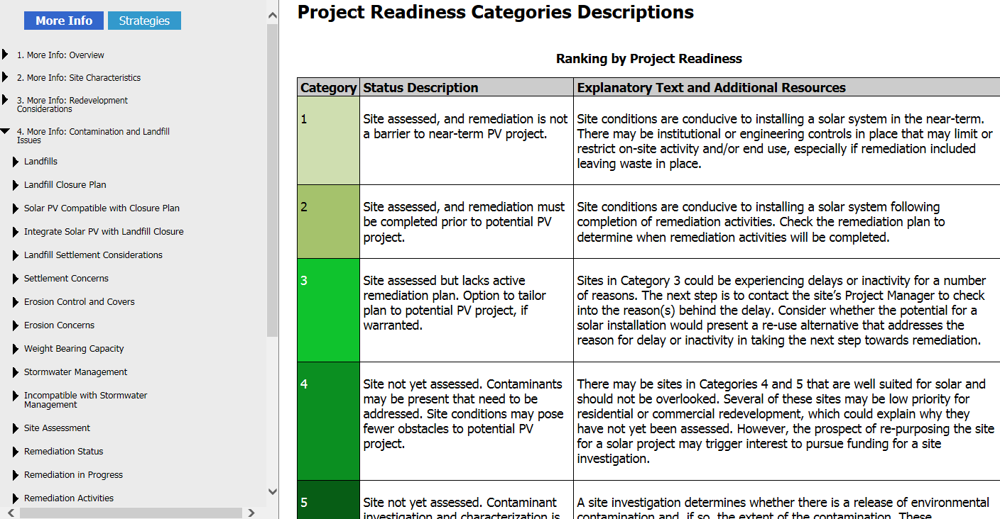 More Info
Strategies
1. More Info: Overview
2. More Info: Site Characteristics
3. More Info: Redevelopment
Considerations
4. More Info: Contamination and Landfill
Issues
Landfills
Landfill Closure Plan
Solar PV Compatible with Closure Plan
Integrate Solar PV with Landfill Closure
Landfill Settlement Considerations
Settlement Concerns
Erosion Control and Covers
Erosion Concerns
Weight Bearing Capacity
Stormwater Management
Incompatible with Stormwater
Management
Site Assessment
Remediation Status
Remediation in Progress
Remediation Activities
Project Readiness Categories Descriptions
Ranking by Project Readiness
Category
Status Description
Explanatory Text and Additional Resources
1
Site assessed, and remediation is not
a barrier to near-term PV project.
Site conditions are conducive to installing a solar system in the near-term.
There may be institutional or engineering controls in place that may limit or
restrict on-site activity and/or end use, especially if remediation included
leaving waste in place.
2
Site assessed, and remediation must
be completed prior to potential PV
project.
Site conditions are conducive to installing a solar system following
completion of remediation activities. Check the remediation plan to
determine when remediation activities will be completed.
3
Site assessed but lacks active
remediation plan. Option to tailor
plan to potential PV project, if
warranted.
Sites in Category 3 could be experiencing delays or inactivity for a number
of reasons. The next step is to contact the site’s Project Manager to check
into the reason(s) behind the delay. Consider whether the potential for a
solar installation would present a re-use alternative that addresses the
reason for delay or inactivity in taking the next step towards remediation.
4
Site not yet assessed. Contaminants
may be present that need to be
addressed. Site conditions may pose
fewer obstacles to potential PV
project.
There may be sites in Categories 4 and 5 that are well suited for solar and
should not be overlooked. Several of these sites may be low priority for
residential or commercial redevelopment, which could explain why they
have not yet been assessed. However, the prospect of re-purposing the site
for a solar project may trigger interest to pursue funding for a site
investigation.
5
Site not yet assessed. Contaminant
investigation and characterization is
A site investigation determines whether there is a release of environmental
contamination and, if so, the extent of the contamination. These